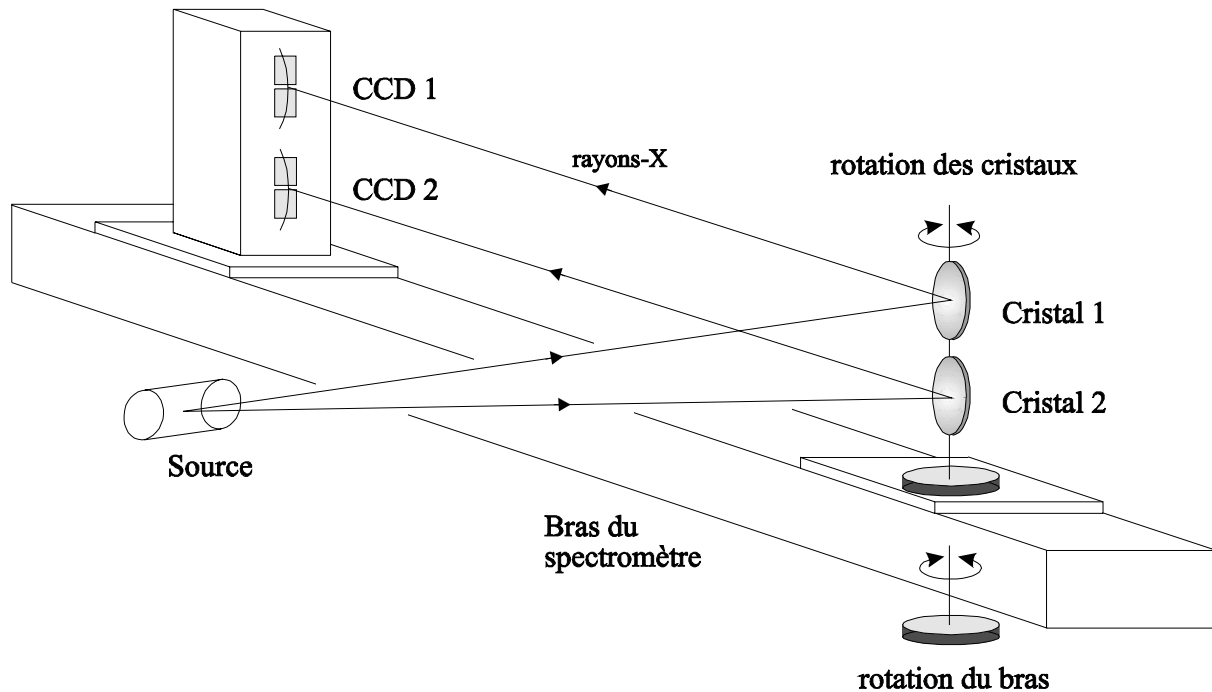 CCD 1
rayons-X
rotation des cristaux
CCD 2
Cristal 1
Cristal 2
Source
Bras du
spectromètre
rotation du bras